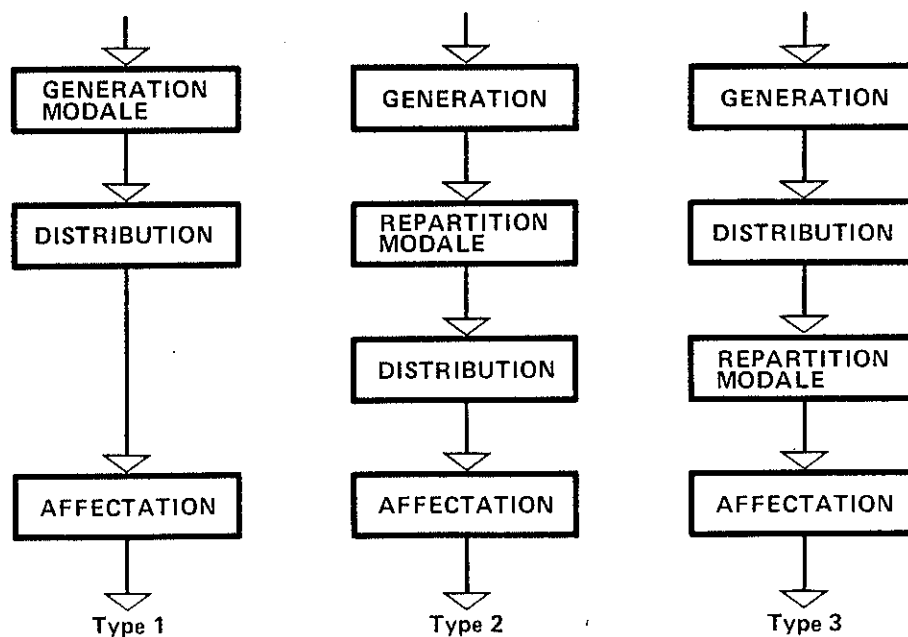 GENERATION
MODALE
DISTRIBUTION
AFFECTATION
Type 1
GENERATION
REPARTITION
MODALE
DISTRIBUTION
AFFECTATION
Type 2
GENERATION
DISTRIBUTION
REPARTITION
MODALE
AFFECTATION
Type 3